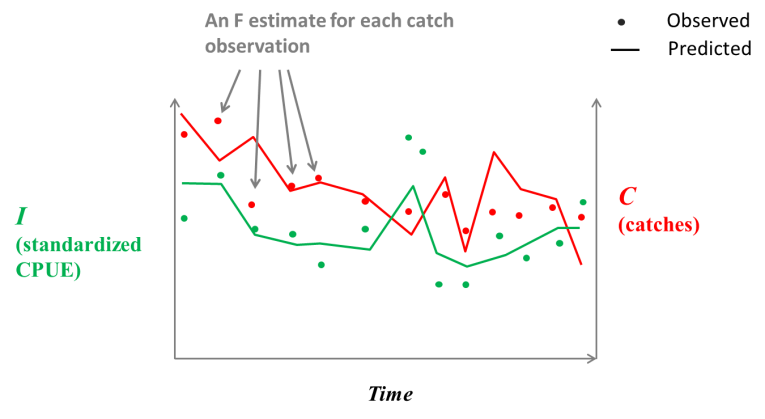 An F estimate for each catch
observation
Observed
Predicted
I
(standardized
CPUE)
C
(catches)
Time